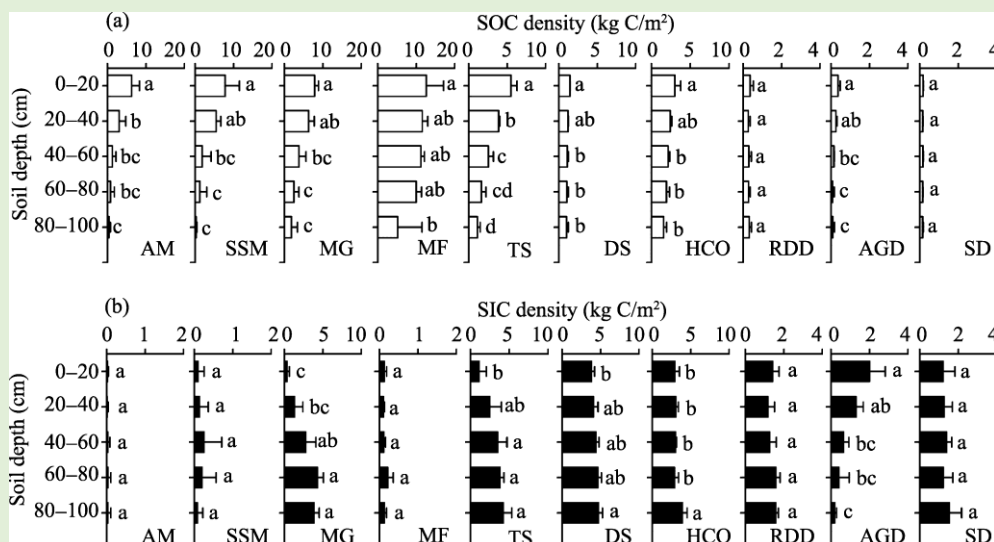 (a) SOC density (kg C/m²)
0 10 20 0 10 20 0 10 20 0 10 20 0 5 10 0 5 10 0 5 10 0 2 4 0 2 4 0 2 4
Soil depth (cm)
0–20 a a a a a a a a a a
20–40 b ab b ab b ab ab a ab a
40–60 bc bc bc ab c b b a bc a
60–80 bc c c ab cd b b a c a
80–100 c c c b d b b a c a
AM SSM MG MF TS DS HCO RDD AGD SD
(b) SIC density (kg C/m²)
0 1 2 0 1 2 0 5 10 0 1 2 0 5 10 0 5 10 0 5 10 0 2 4 0 2 4 0 2 4
Soil depth (cm)
0–20 a a c a b b b a a a
20–40 a a bc a ab ab b a ab a
40–60 a a ab a a ab b a bc a
60–80 a a a a a ab b a bc a
80–100 a a a a a a a a c a
AM SSM MG MF TS DS HCO RDD AGD SD